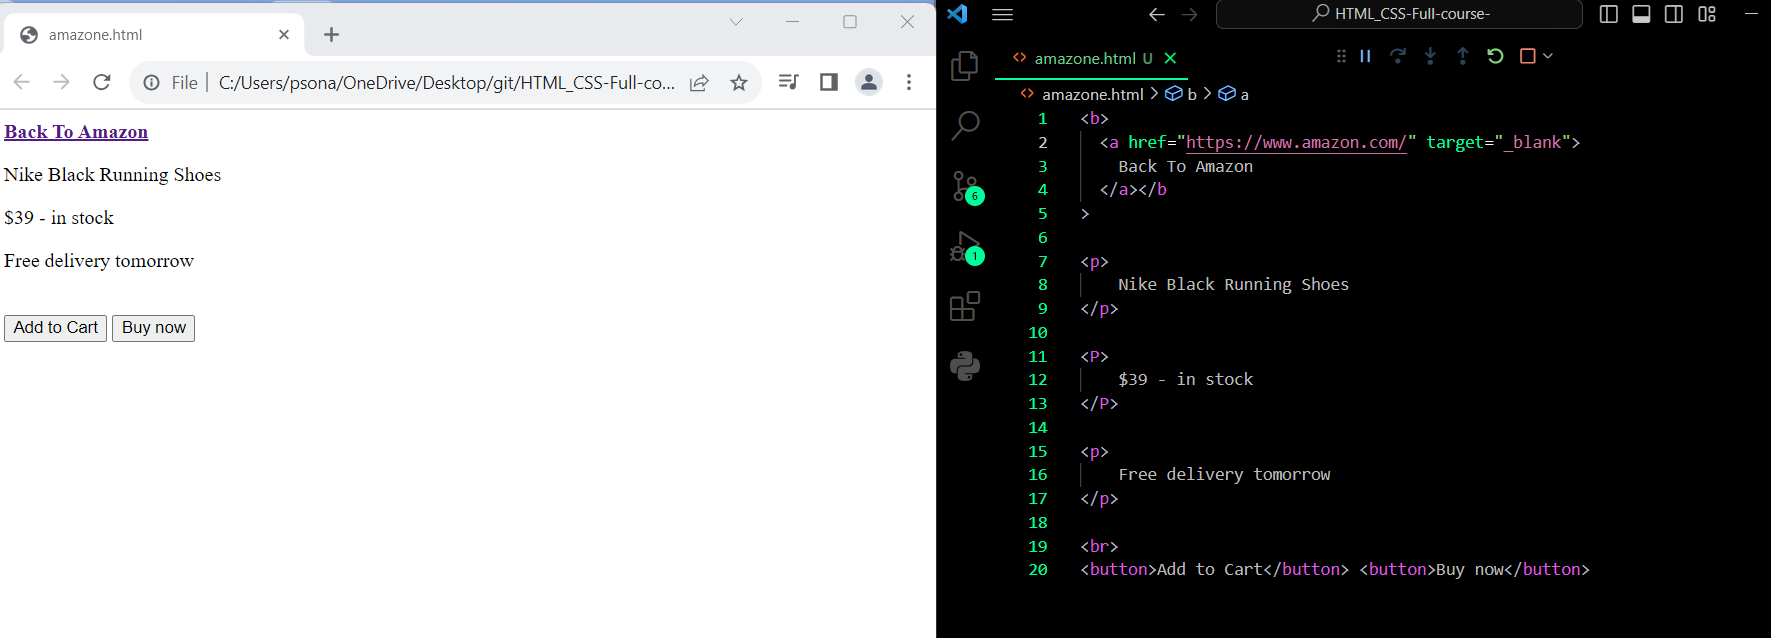 amazone.html
File | C:/Users/psona/OneDrive/Desktop/git/HTML_CSS-Full-co...
Back To Amazon
Nike Black Running Shoes
$39 - in stock
Free delivery tomorrow
Add to Cart Buy now
HTML_CSS-Full-course-
amazone.html U
amazone.html > b > a
6
1
1 <b>
2 <a href="https://www.amazon.com/" target="_blank">
3 Back To Amazon
4 </a></b
5 >
6
7 <p>
8 Nike Black Running Shoes
9 </p>
10
11 <P>
12 $39 - in stock
13 </P>
14
15 <p>
16 Free delivery tomorrow
17 </p>
18
19 <br>
20 <button>Add to Cart</button> <button>Buy now</button>